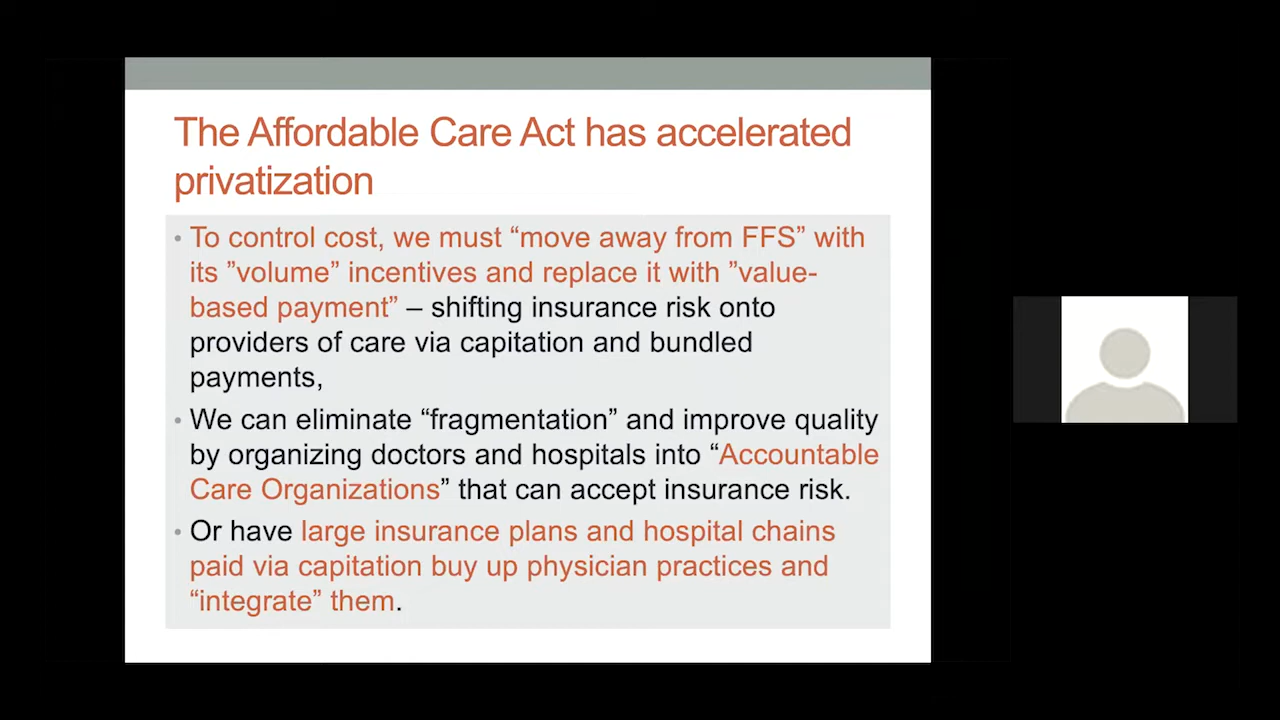 The Affordable Care Act has accelerated
privatization
• To control cost, we must “move away from FFS” with
its ”volume” incentives and replace it with ”value-
based payment” – shifting insurance risk onto
providers of care via capitation and bundled
payments,
• We can eliminate “fragmentation” and improve quality
by organizing doctors and hospitals into “Accountable
Care Organizations” that can accept insurance risk.
• Or have large insurance plans and hospital chains
paid via capitation buy up physician practices and
“integrate” them.